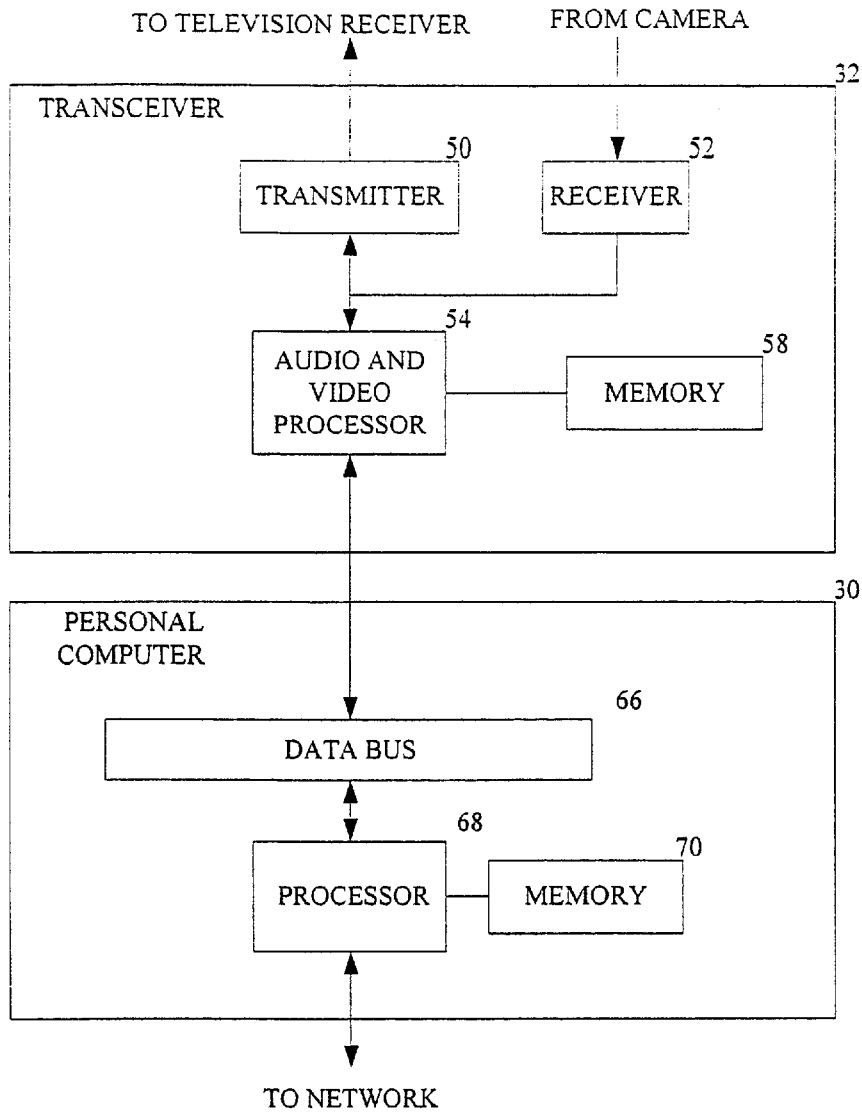 TO TELEVISION RECEIVER
FROM CAMERA
32
TRANSCEIVER
50
52
TRANSMITTER
RECEIVER
54
AUDIO AND
VIDEO
PROCESSOR
58
MEMORY
30
PERSONAL
COMPUTER
66
DATA BUS
68
70
PROCESSOR
MEMORY
TO NETWORK